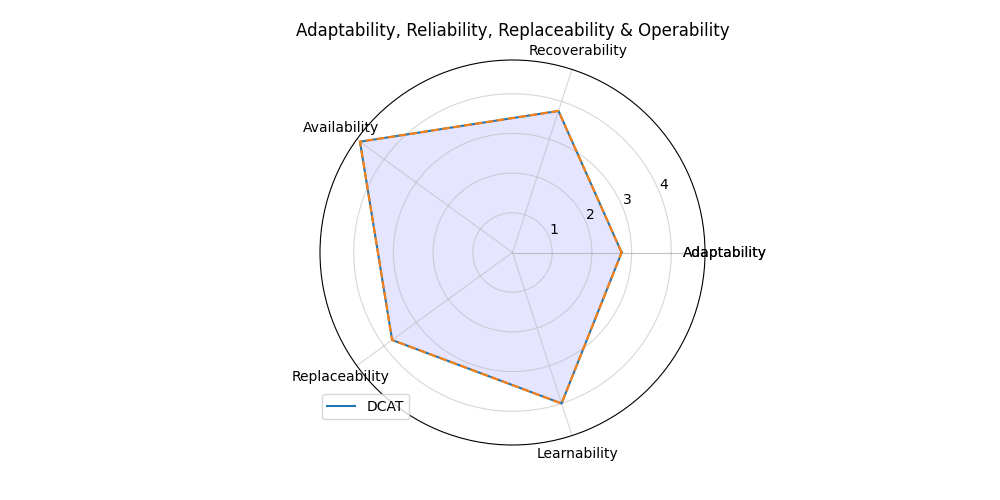 Adaptability, Reliability, Replaceability & Operability
Recoverability
Availability
4
3
2
1
Adaptability
Replaceability
DCAT
Learnability